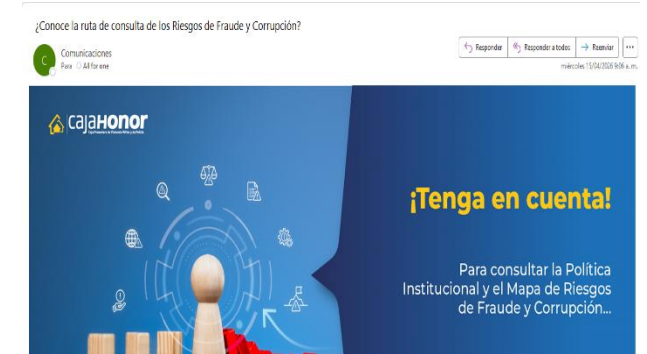 ¿Conoce la ruta de consulta de los Riesgos de Fraude y Corrupción?
C
Comunicaciones
Para All for one
Responder
Responder a todos
Reenviar
miércoles 15/04/2026 9:06 a. m.
CajaHonor
¡Tenga en cuenta!
Para consultar la Política
Institucional y el Mapa de Riesgos
de Fraude y Corrupción...